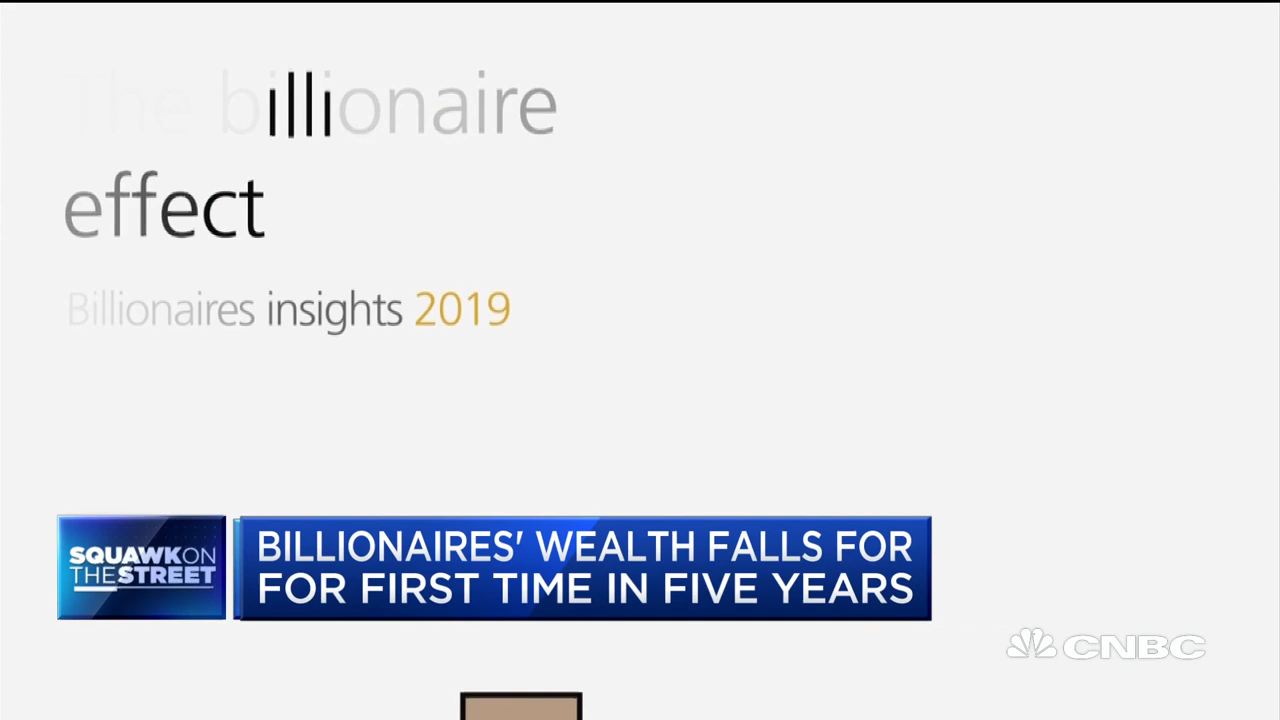 The billionaire
effect
Billionaires insights 2019
SQUAWK ON
THE STREET
BILLIONAIRES' WEALTH FALLS FOR
FOR FIRST TIME IN FIVE YEARS
CNBC